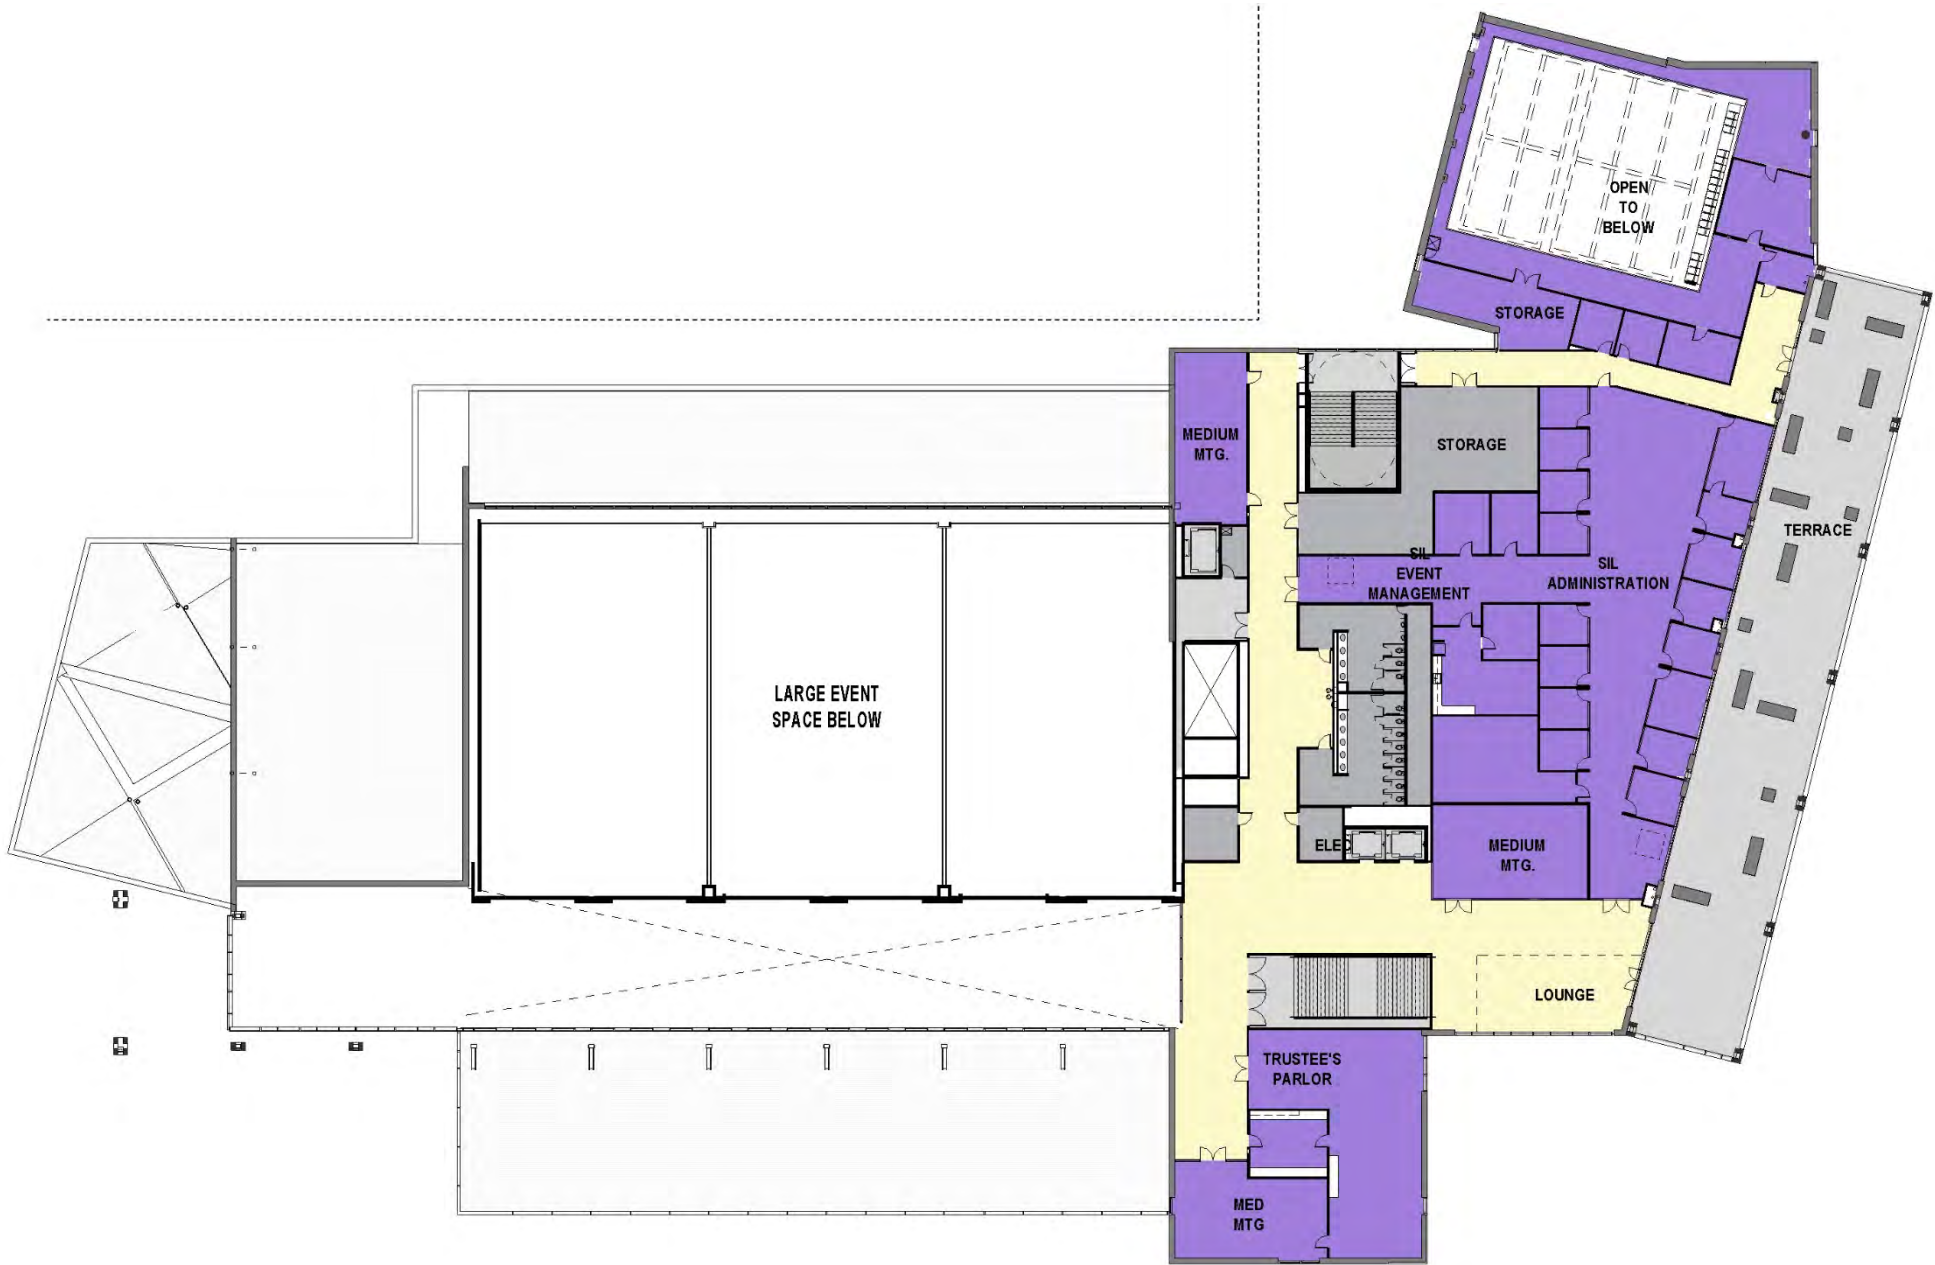 OPEN
TO
BELOW
STORAGE
MEDIUM
MTG.
STORAGE
TERRACE
SIL
EVENT
MANAGEMENT
SIL
ADMINISTRATION
LARGE EVENT
SPACE BELOW
ELE
MEDIUM
MTG.
LOUNGE
TRUSTEE'S
PARLOR
MED
MTG